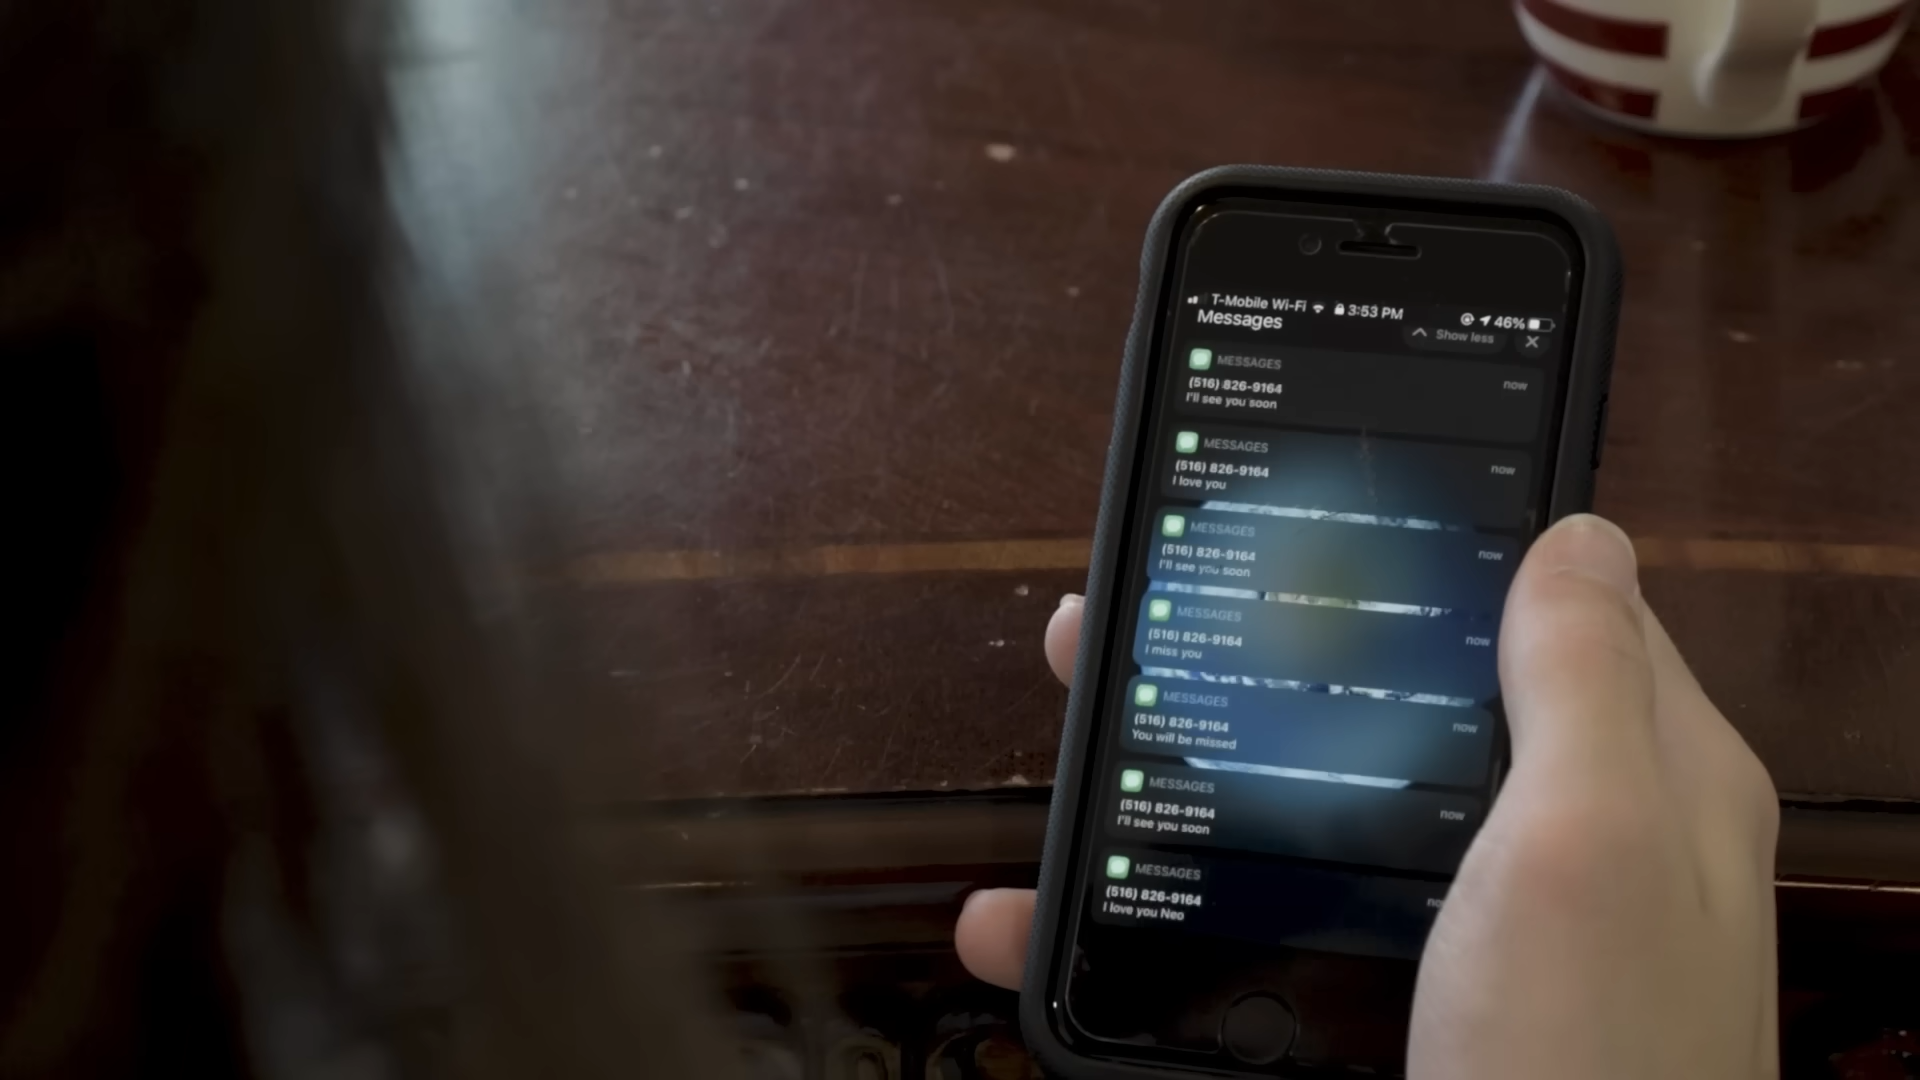 T-Mobile Wi-Fi 3:53 PM 46%
Messages
Show less
MESSAGES
(516) 826-9164 now
I'll see you soon
MESSAGES
(516) 826-9164 now
I love you
MESSAGES
(516) 826-9164 now
I'll see you soon
MESSAGES
(516) 826-9164 now
I miss you
MESSAGES
(516) 826-9164 now
You will be missed
MESSAGES
(516) 826-9164 now
I'll see you soon
MESSAGES
(516) 826-9164
I love you Neo